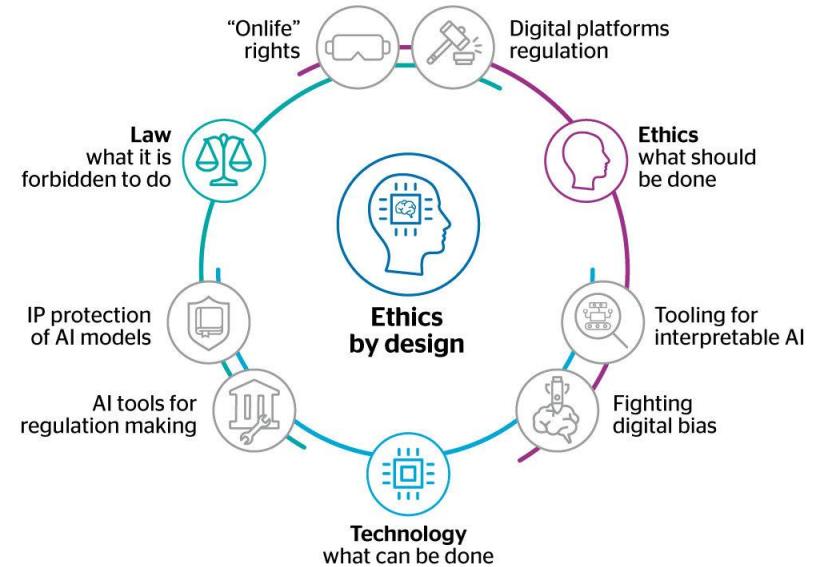 “Onlife”
rights
Digital platforms
regulation
Law
what it is
forbidden to do
Ethics
what should
be done
Ethics
by design
IP protection
of AI models
Tooling for
interpretable AI
AI tools for
regulation making
Fighting
digital bias
Technology
what can be done